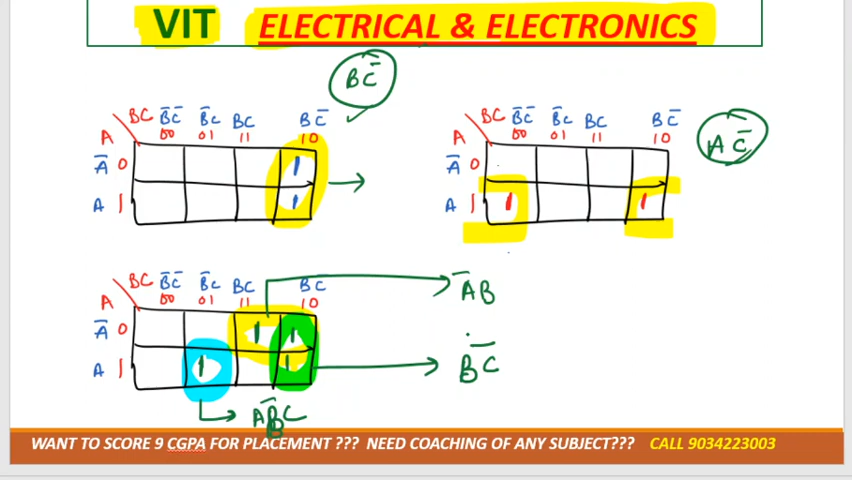 VIT ELECTRICAL & ELECTRONICS
BC̄
BC B̄C̄ B̄C BC BC̄
A 00 01 11 10
Ā 0 1
A 1 1
BC B̄C̄ B̄C BC BC̄
A 00 01 11 10
Ā 0
A 1 1 1
AC̄
BC B̄C̄ B̄C BC BC̄
A 00 01 11 10
Ā 0 1 1
A 1 1 1
ĀB
BC̄
AB̄C
WANT TO SCORE 9 CGPA FOR PLACEMENT ??? NEED COACHING OF ANY SUBJECT??? CALL 9034223003